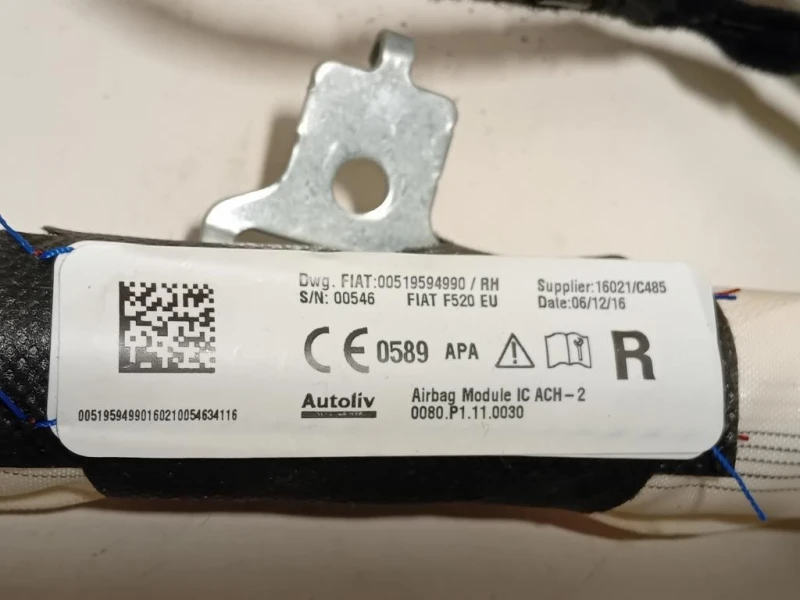 Dwg. FIAT:00519594990 / RH
S/N: 00546 FIAT F520 EU
Supplier:16021/C485
Date:06/12/16
CE 0589 APA R
Autoliv
Airbag Module IC ACH-2
0080.P1.11.0030
00519594990160210054634116